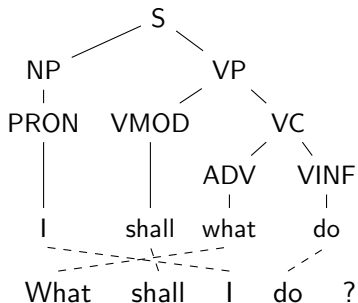 S
NP VP
PRON VMOD VC
ADV VINF
I shall what do
What shall I do ?